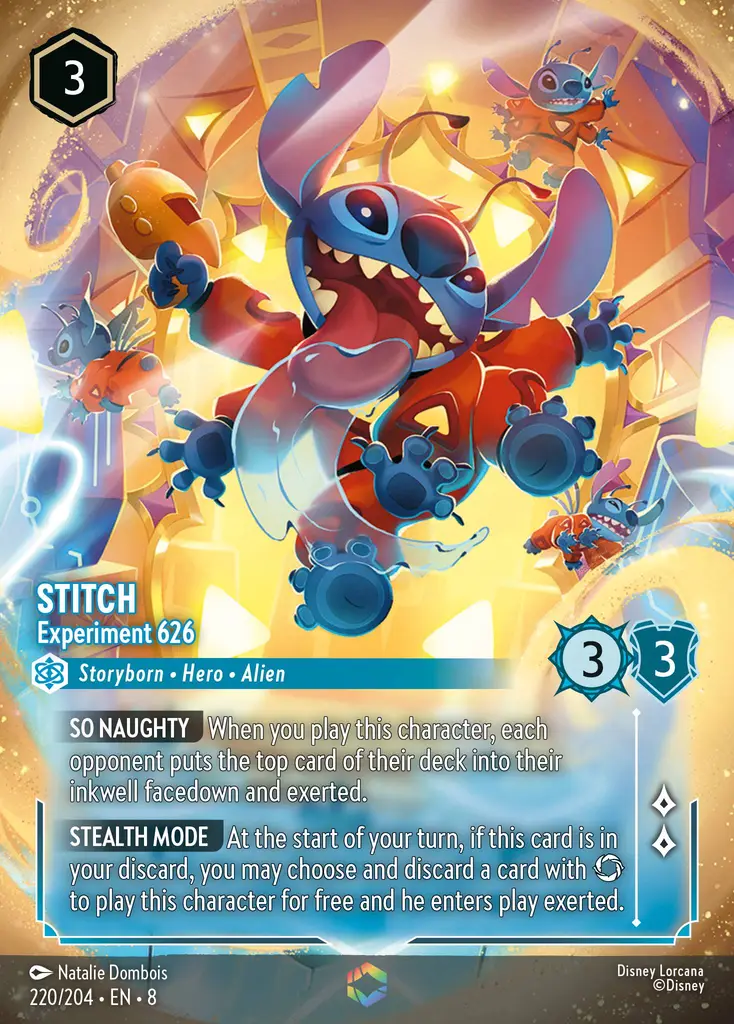 3
STITCH
Experiment 626
Storyborn • Hero • Alien
3 3
SO NAUGHTY When you play this character, each
opponent puts the top card of their deck into their
inkwell facedown and exerted.
STEALTH MODE At the start of your turn, if this card is in
your discard, you may choose and discard a card with
to play this character for free and he enters play exerted.
Natalie Dombois
220/204 • EN • 8
Disney Lorcana
©Disney